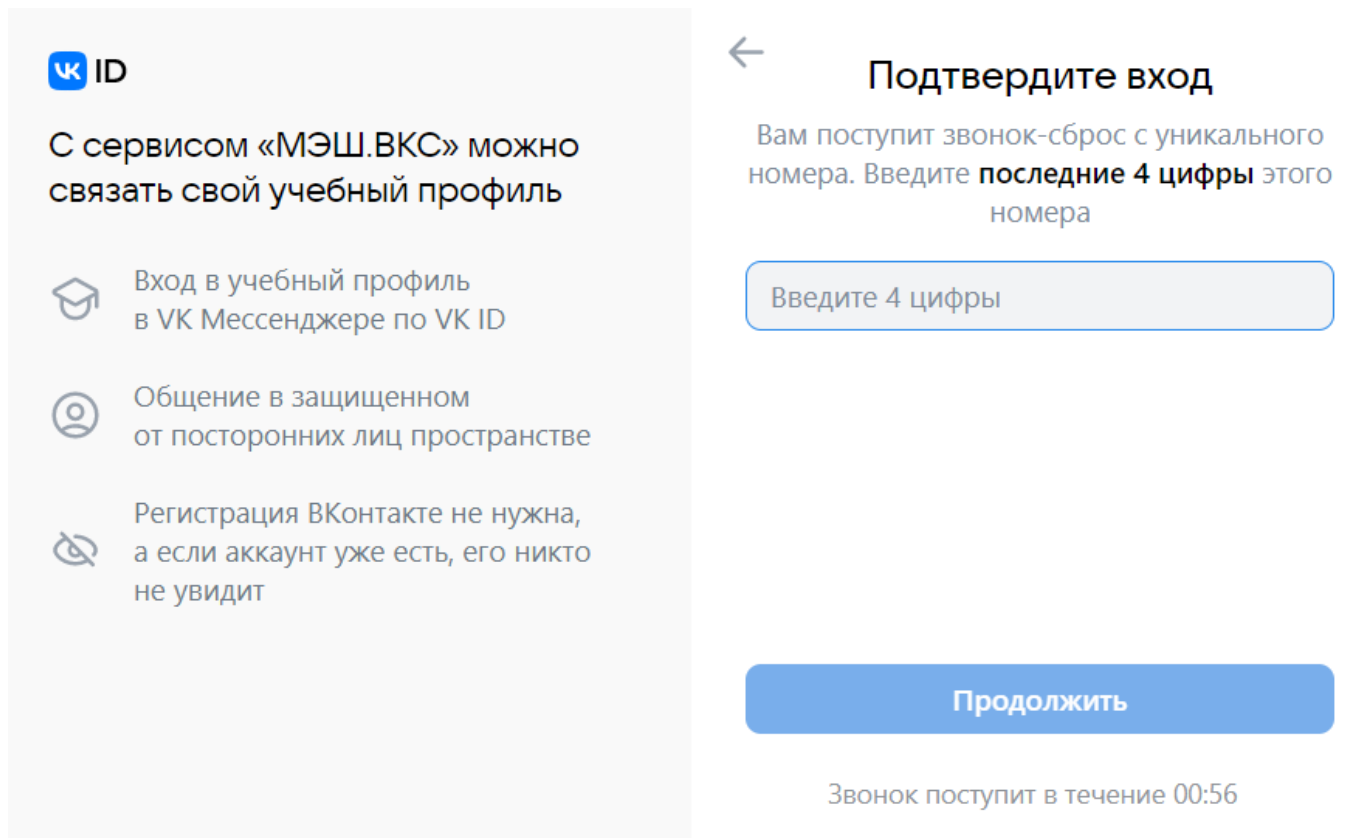 VK ID
С сервисом «МЭШ.ВКС» можно
связать свой учебный профиль
Вход в учебный профиль
в VK Мессенджере по VK ID
Общение в защищенном
от посторонних лиц пространстве
Регистрация ВКонтакте не нужна,
а если аккаунт уже есть, его никто
не увидит
Подтвердите вход
Вам поступит звонок-сброс с уникального
номера. Введите последние 4 цифры этого
номера
Введите 4 цифры
Продолжить
Звонок поступит в течение 00:56